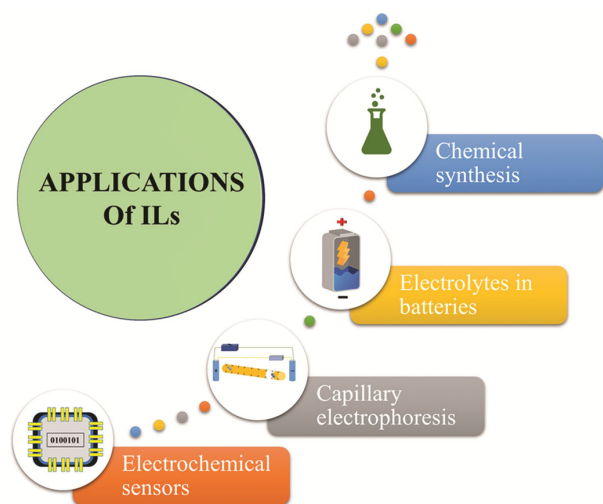 APPLICATIONS
Of ILs
Chemical
synthesis
+
Electrolytes in
batteries
-
Capillary
electrophoresis
0100101
Electrochemical
sensors